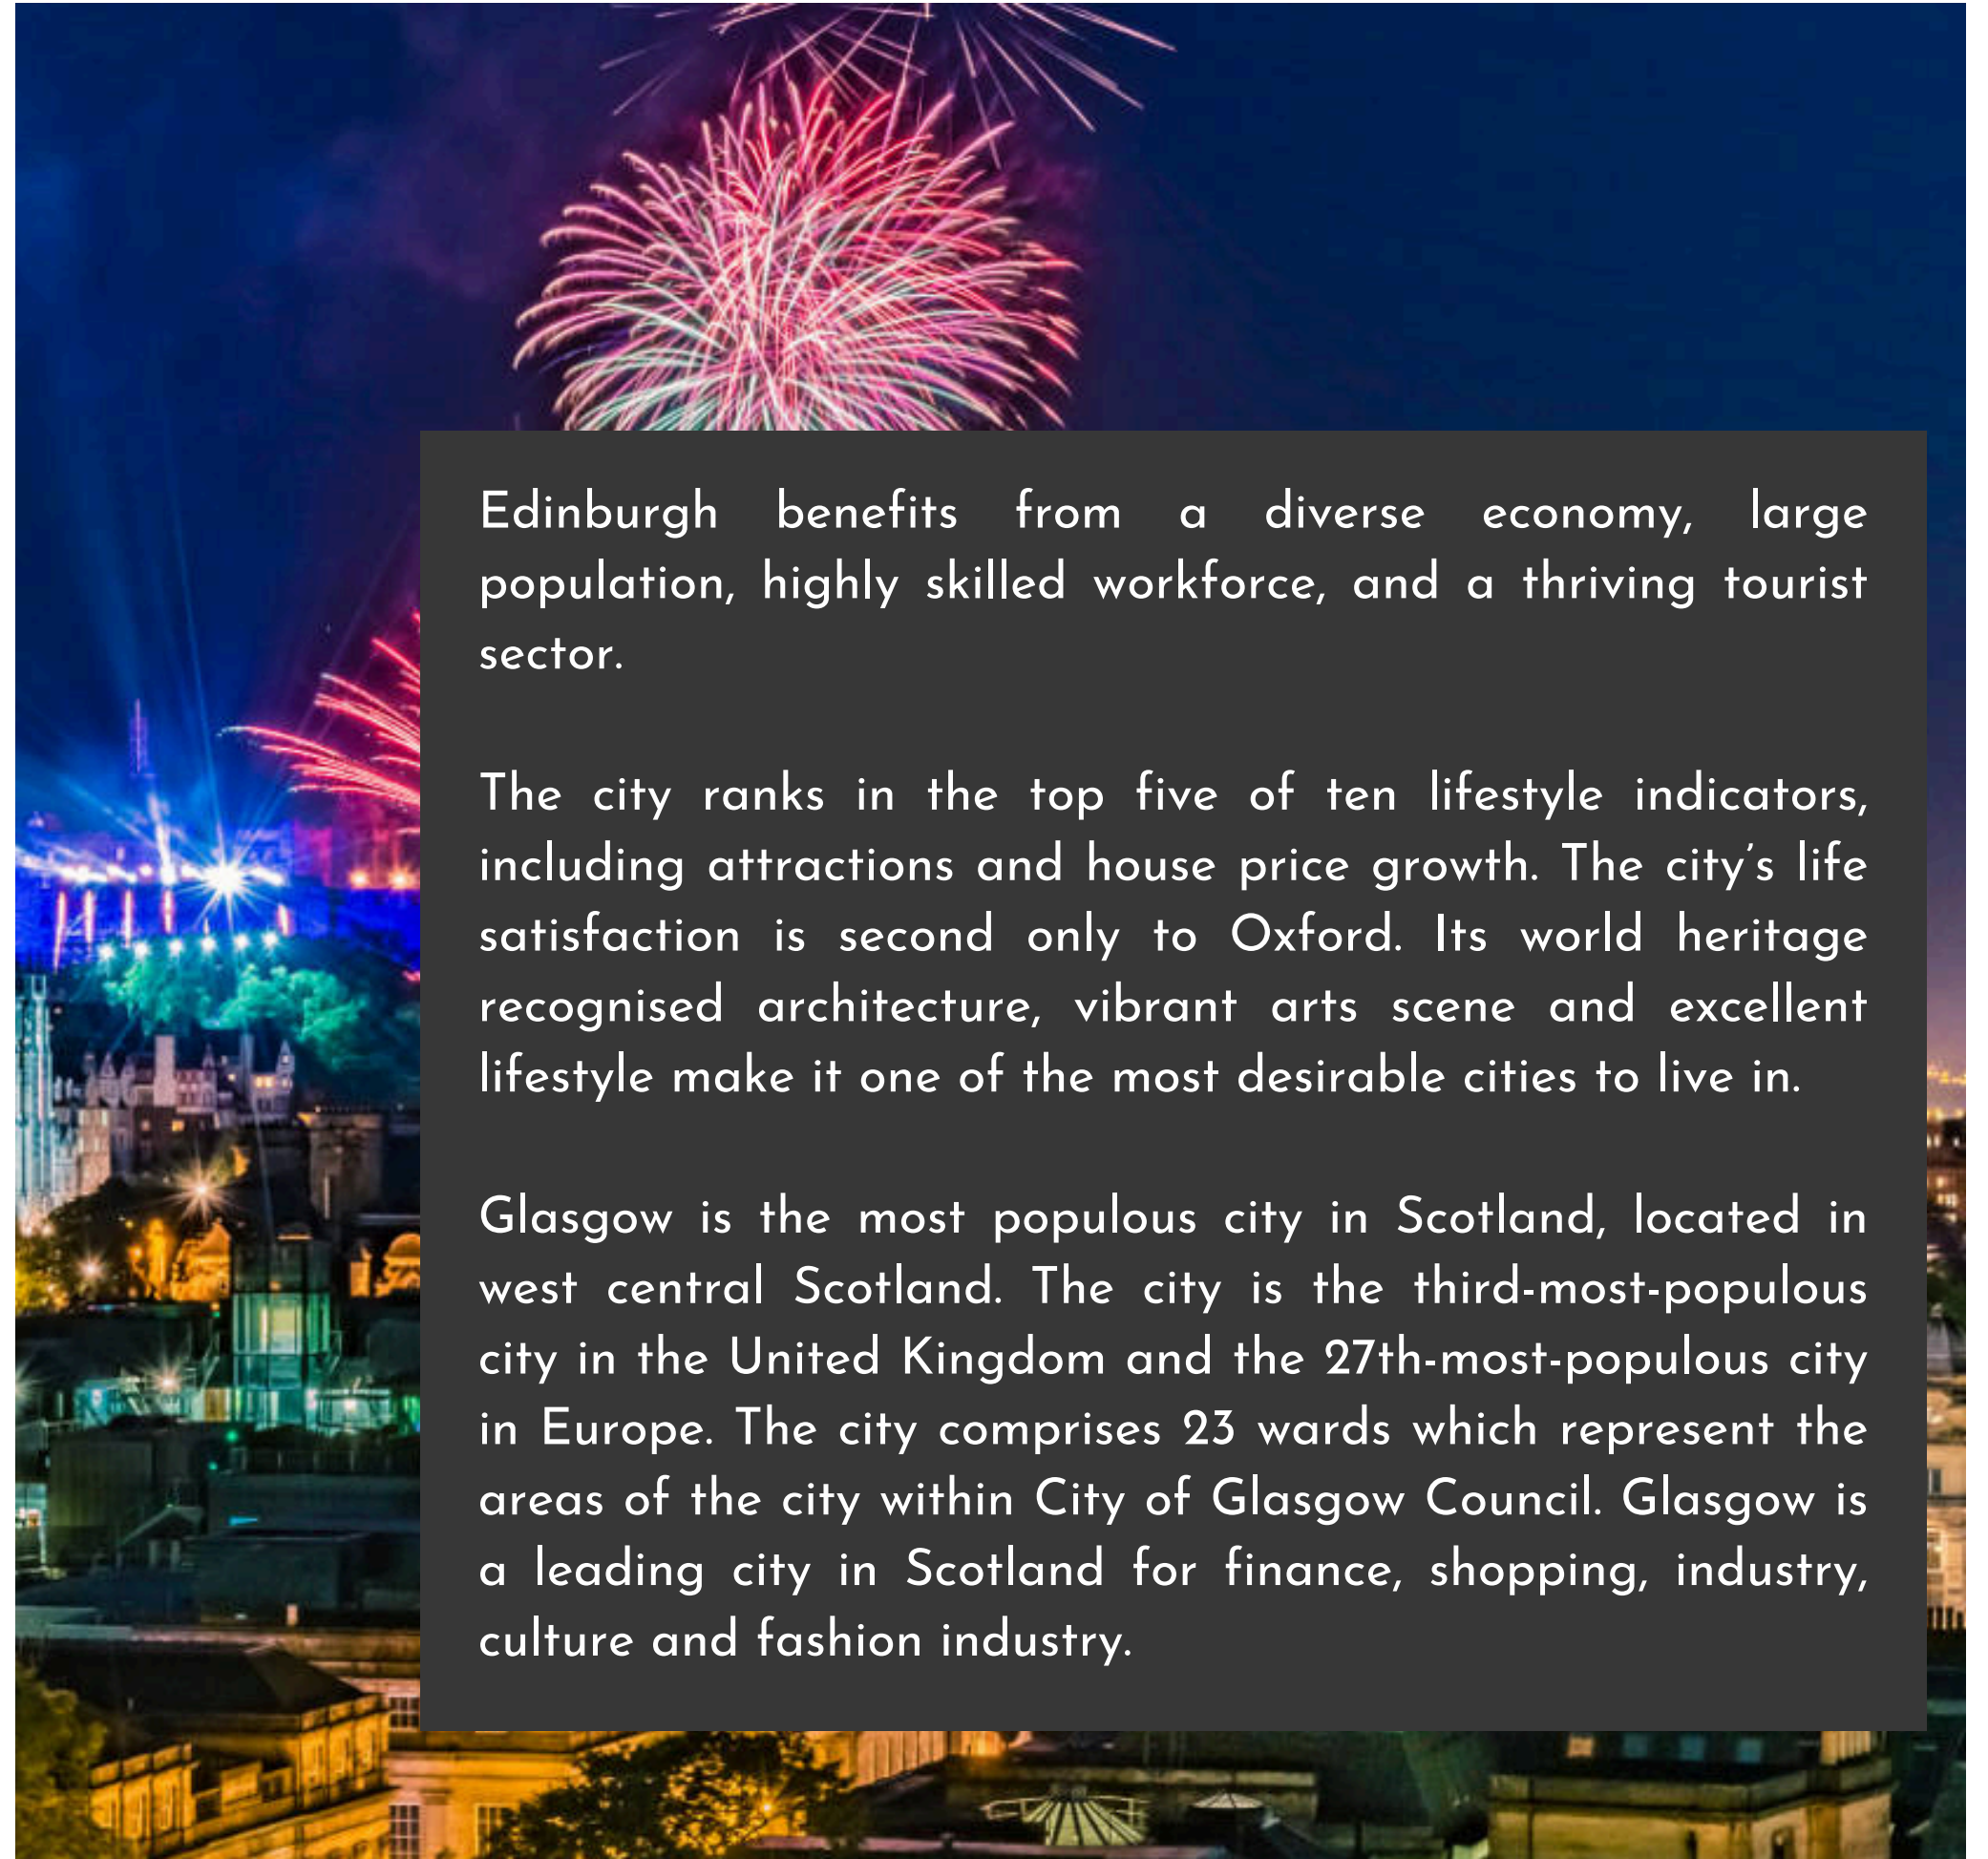 Edinburgh benefits from a diverse economy, large
population, highly skilled workforce, and a thriving tourist
sector.
The city ranks in the top five of ten lifestyle indicators,
including attractions and house price growth. The city’s life
satisfaction is second only to Oxford. Its world heritage
recognised architecture, vibrant arts scene and excellent
lifestyle make it one of the most desirable cities to live in.
Glasgow is the most populous city in Scotland, located in
west central Scotland. The city is the third-most-populous
city in the United Kingdom and the 27th-most-populous city
in Europe. The city comprises 23 wards which represent the
areas of the city within City of Glasgow Council. Glasgow is
a leading city in Scotland for finance, shopping, industry,
culture and fashion industry.